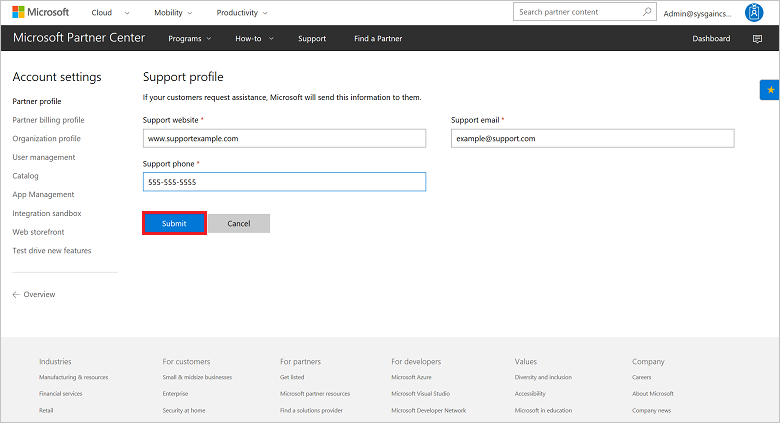 Microsoft Cloud Mobility Productivity Search partner content Admin@sysgaincs...
Microsoft Partner Center Programs How-to Support Find a Partner Dashboard
Account settings
Partner profile
Partner billing profile
Organization profile
User management
Catalog
App Management
Integration sandbox
Web storefront
Test drive new features
Overview
Support profile
If your customers request assistance, Microsoft will send this information to them.
Support website * Support email *
www.supportexample.com example@support.com
Support phone *
555-555-5555
Submit Cancel
Industries For customers For partners For developers Values Company
Manufacturing & resources Small & midsize businesses Get listed Microsoft Azure Diversity and inclusion Careers
Financial services Enterprise Microsoft partner resources Microsoft Visual Studio Accessibility About Microsoft
Retail Security at home Find a solutions provider Microsoft Developer Network Microsoft in education Company news